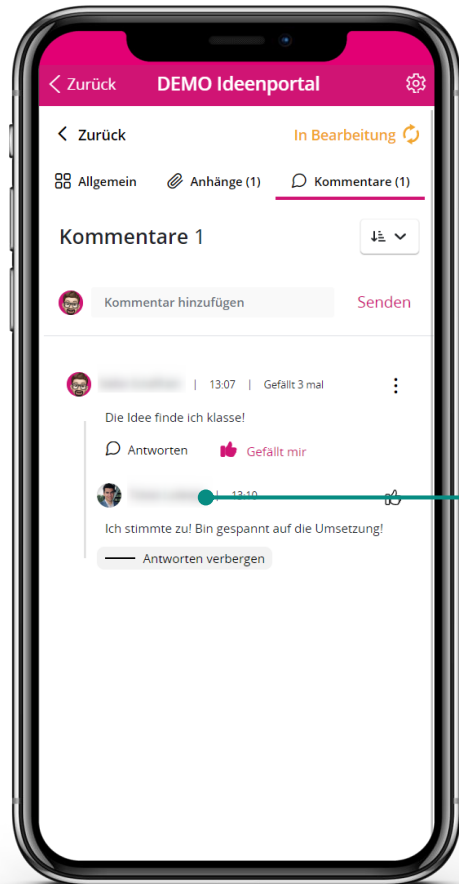 Zurück DEMO Ideenportal
Zurück In Bearbeitung
Allgemein Anhänge (1) Kommentare (1)
Kommentare 1
Kommentar hinzufügen Senden
| 13:07 | Gefällt 3 mal
Die Idee finde ich klasse!
Antworten Gefällt mir
| 13:10
Ich stimmte zu! Bin gespannt auf die Umsetzung!
Antworten verbergen